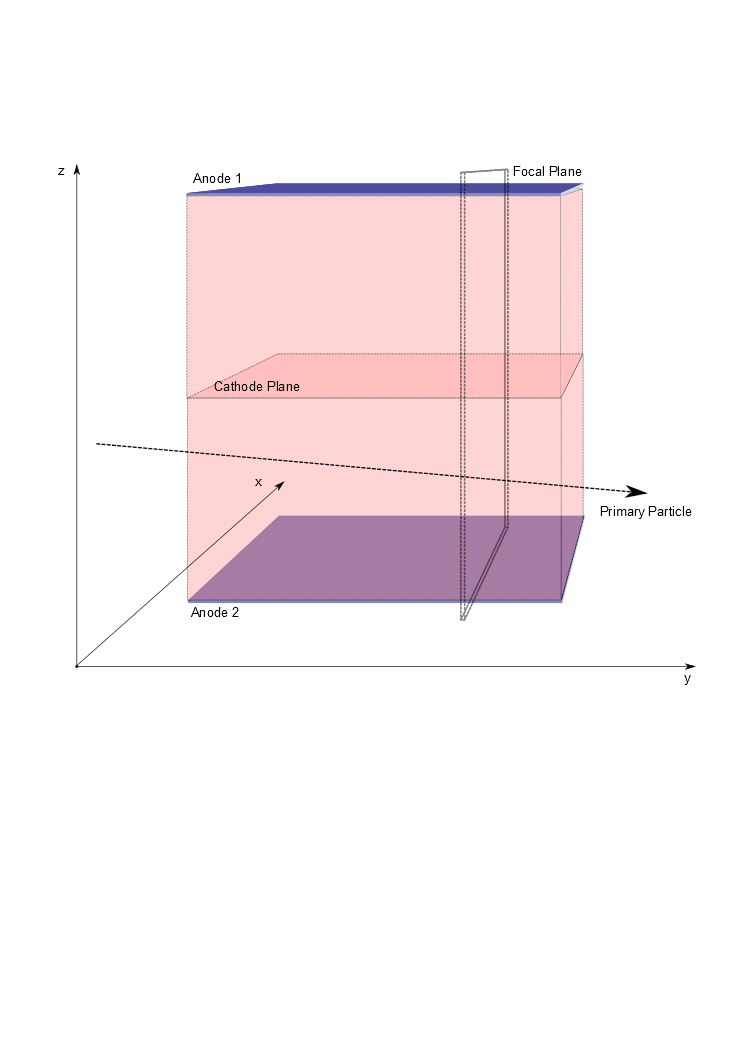 z
Anode 1
Focal Plane
Cathode Plane
x
Primary Particle
Anode 2
y